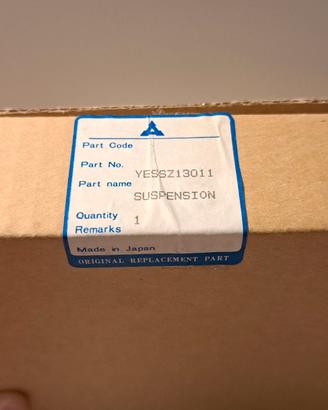 Part Code
Part No. YESSZ13011
Part name SUSPENSION
Quantity 1
Remarks
Made in Japan
ORIGINAL REPLACEMENT PART